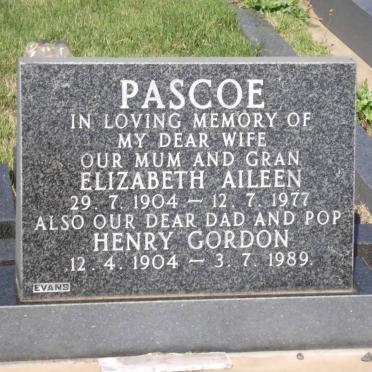 PASCOE
IN LOVING MEMORY OF
MY DEAR WIFE
OUR MUM AND GRAN
ELIZABETH AILEEN
29. 7. 1904 — 12. 7. 1977
ALSO OUR DEAR DAD AND POP
HENRY GORDON
12. 4. 1904 — 3. 7. 1989.
EVANS